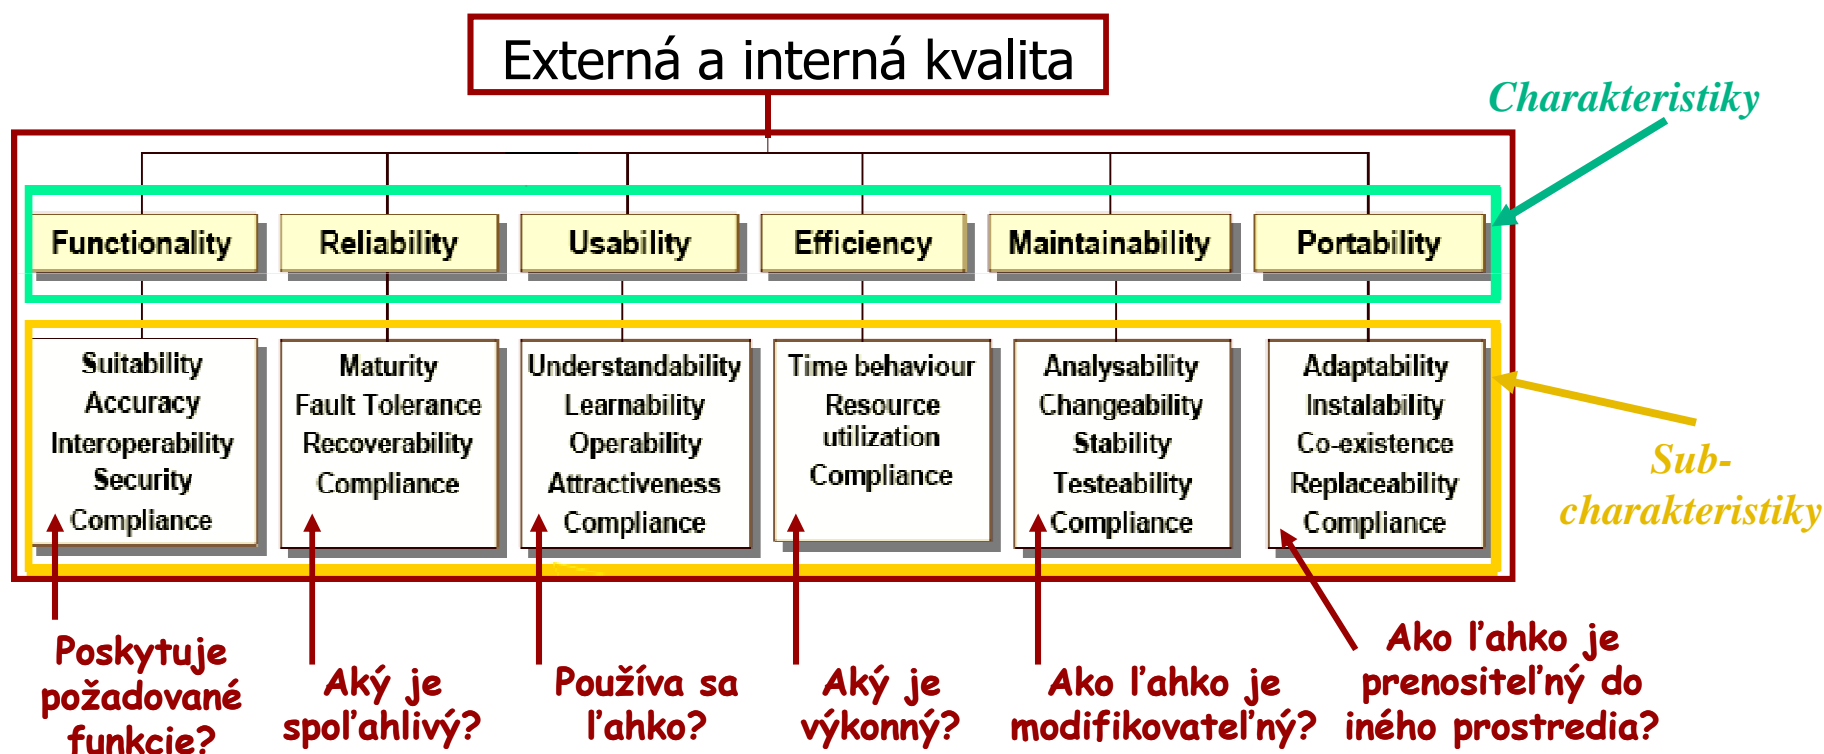 Externá a interná kvalita
Charakteristiky
Functionality
Reliability
Usability
Efficiency
Maintainability
Portability
Suitability
Accuracy
Interoperability
Security
Compliance
Maturity
Fault Tolerance
Recoverability
Compliance
Understandability
Learnability
Operability
Attractiveness
Compliance
Time behaviour
Resource
utilization
Compliance
Analysability
Changeability
Stability
Testeability
Compliance
Adaptability
Instalability
Co-existence
Replaceability
Compliance
Sub-
charakteristiky
Poskytuje
požadované
funkcie?
Aký je
spoľahlivý?
Používa sa
ľahko?
Aký je
výkonný?
Ako ľahko je
modifikovateľný?
Ako ľahko je
prenositeľný do
iného prostredia?